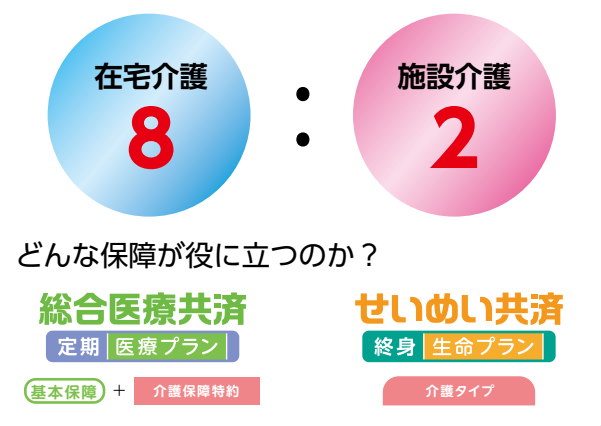 在宅介護 施設介護
8 : 2
どんな保障が役に立つのか?
総合医療共済 せいめい共済
定期 医療プラン 終身 生命プラン
基本保障 + 介護保障特約 介護タイプ